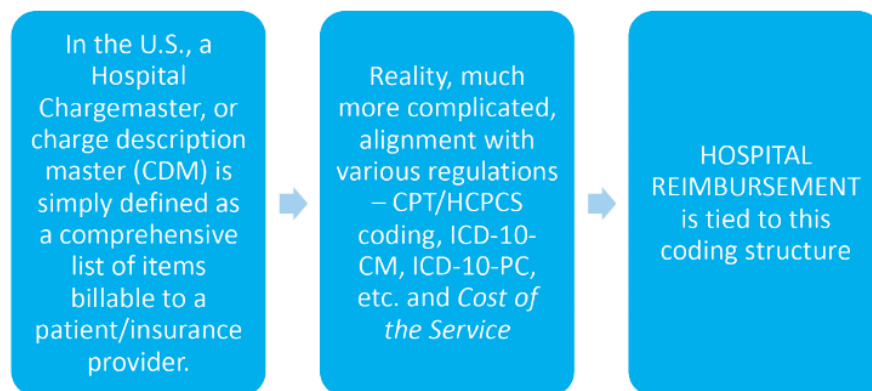 In the U.S., a
Hospital
Chargemaster, or
charge description
master (CDM) is
simply defined as
a comprehensive
list of items
billable to a
patient/insurance
provider.
Reality, much
more complicated,
alignment with
various regulations
– CPT/HCPCS
coding, ICD-10-
CM, ICD-10-PC,
etc. and Cost of
the Service
HOSPITAL
REIMBURSEMENT
is tied to this
coding structure